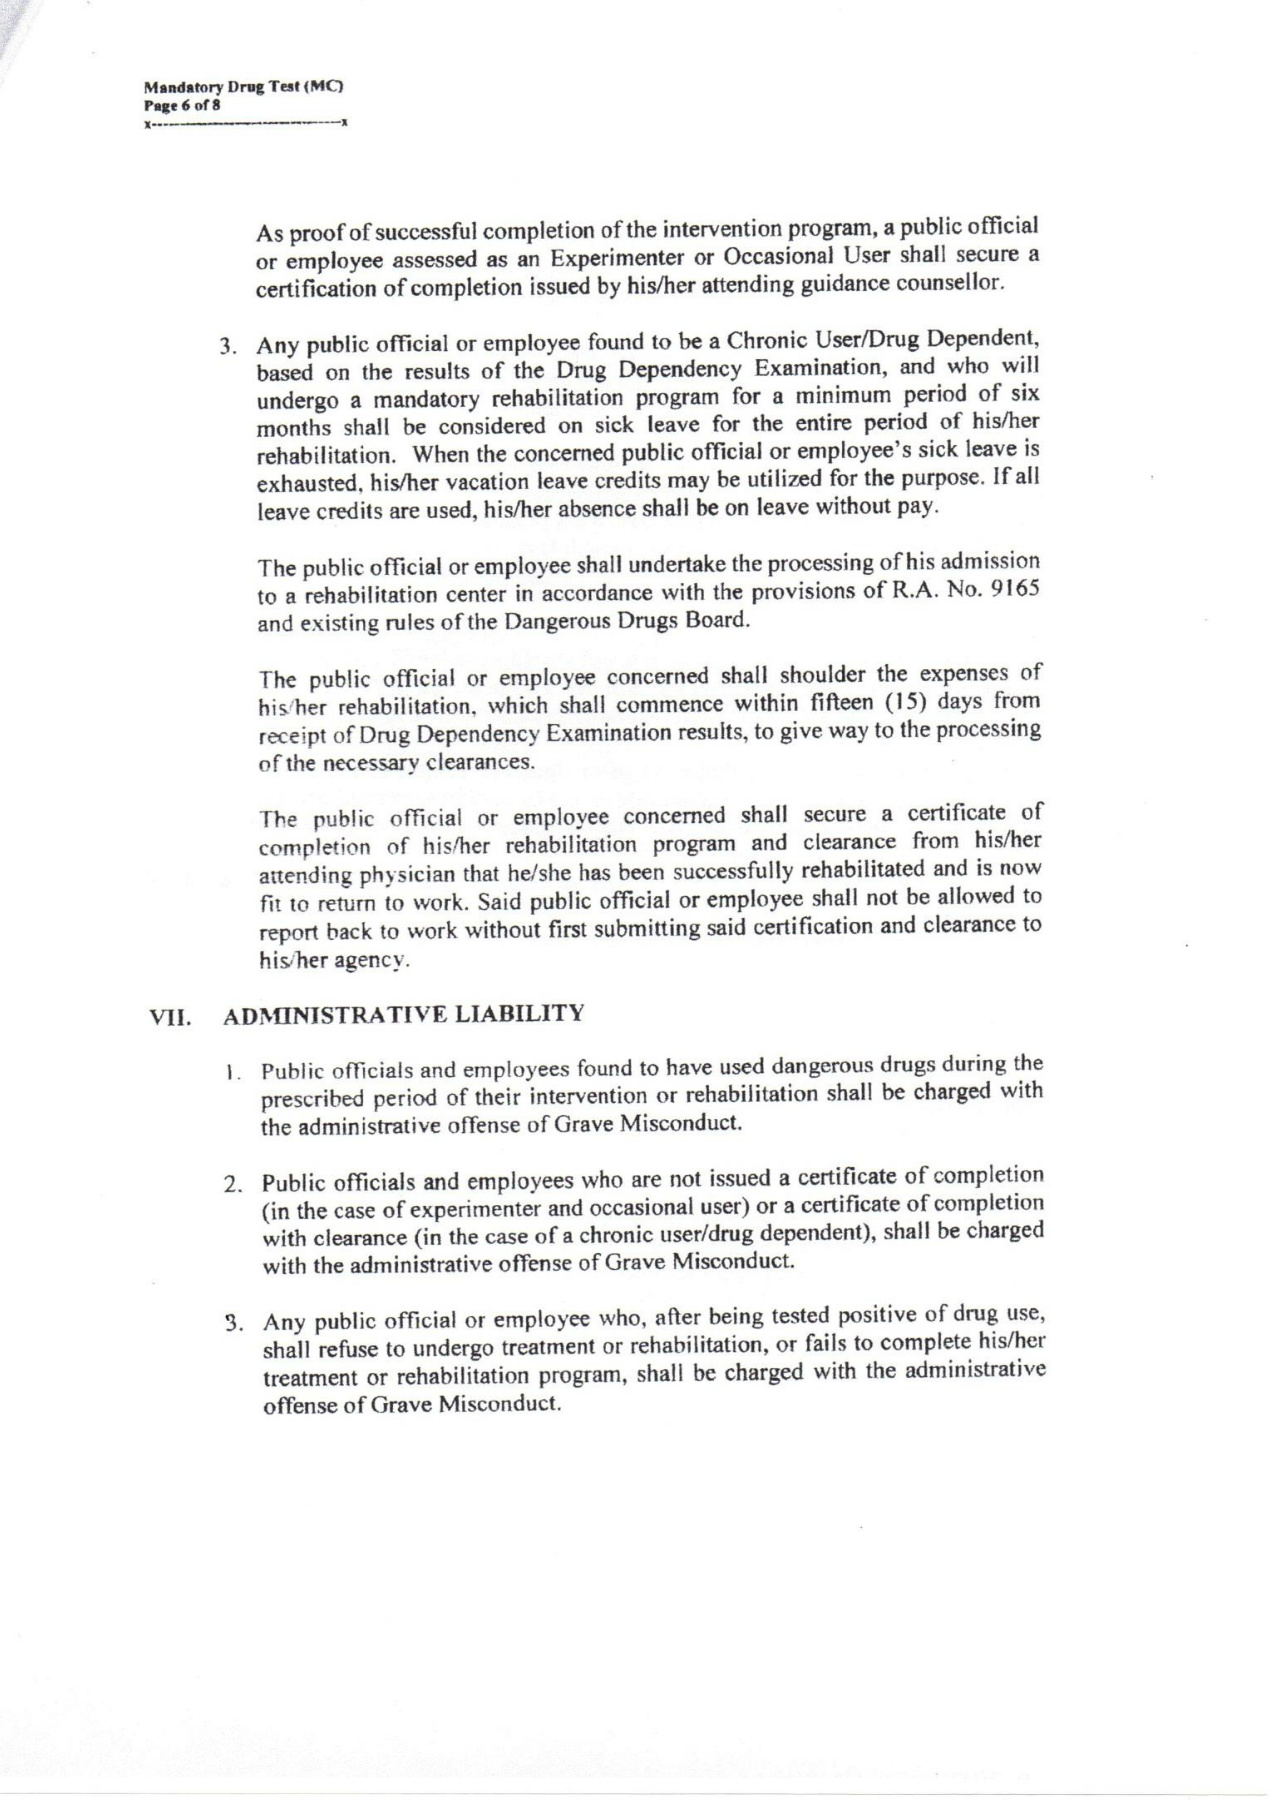 Mandatory Drug Test (MC)
Page 6 of 8
x----------------------------------x
As proof of successful completion of the intervention program, a public official
or employee assessed as an Experimenter or Occasional User shall secure a
certification of completion issued by his/her attending guidance counsellor.
3. Any public official or employee found to be a Chronic User/Drug Dependent,
based on the results of the Drug Dependency Examination, and who will
undergo a mandatory rehabilitation program for a minimum period of six
months shall be considered on sick leave for the entire period of his/her
rehabilitation. When the concerned public official or employee's sick leave is
exhausted, his/her vacation leave credits may be utilized for the purpose. If all
leave credits are used, his/her absence shall be on leave without pay.
The public official or employee shall undertake the processing of his admission
to a rehabilitation center in accordance with the provisions of R.A. No. 9165
and existing rules of the Dangerous Drugs Board.
The public official or employee concerned shall shoulder the expenses of
his/her rehabilitation, which shall commence within fifteen (15) days from
receipt of Drug Dependency Examination results, to give way to the processing
of the necessary clearances.
The public official or employee concerned shall secure a certificate of
completion of his/her rehabilitation program and clearance from his/her
attending physician that he/she has been successfully rehabilitated and is now
fit to return to work. Said public official or employee shall not be allowed to
report back to work without first submitting said certification and clearance to
his/her agency.
VII. ADMINISTRATIVE LIABILITY
1. Public officials and employees found to have used dangerous drugs during the
prescribed period of their intervention or rehabilitation shall be charged with
the administrative offense of Grave Misconduct.
2. Public officials and employees who are not issued a certificate of completion
(in the case of experimenter and occasional user) or a certificate of completion
with clearance (in the case of a chronic user/drug dependent), shall be charged
with the administrative offense of Grave Misconduct.
3. Any public official or employee who, after being tested positive of drug use,
shall refuse to undergo treatment or rehabilitation, or fails to complete his/her
treatment or rehabilitation program, shall be charged with the administrative
offense of Grave Misconduct.